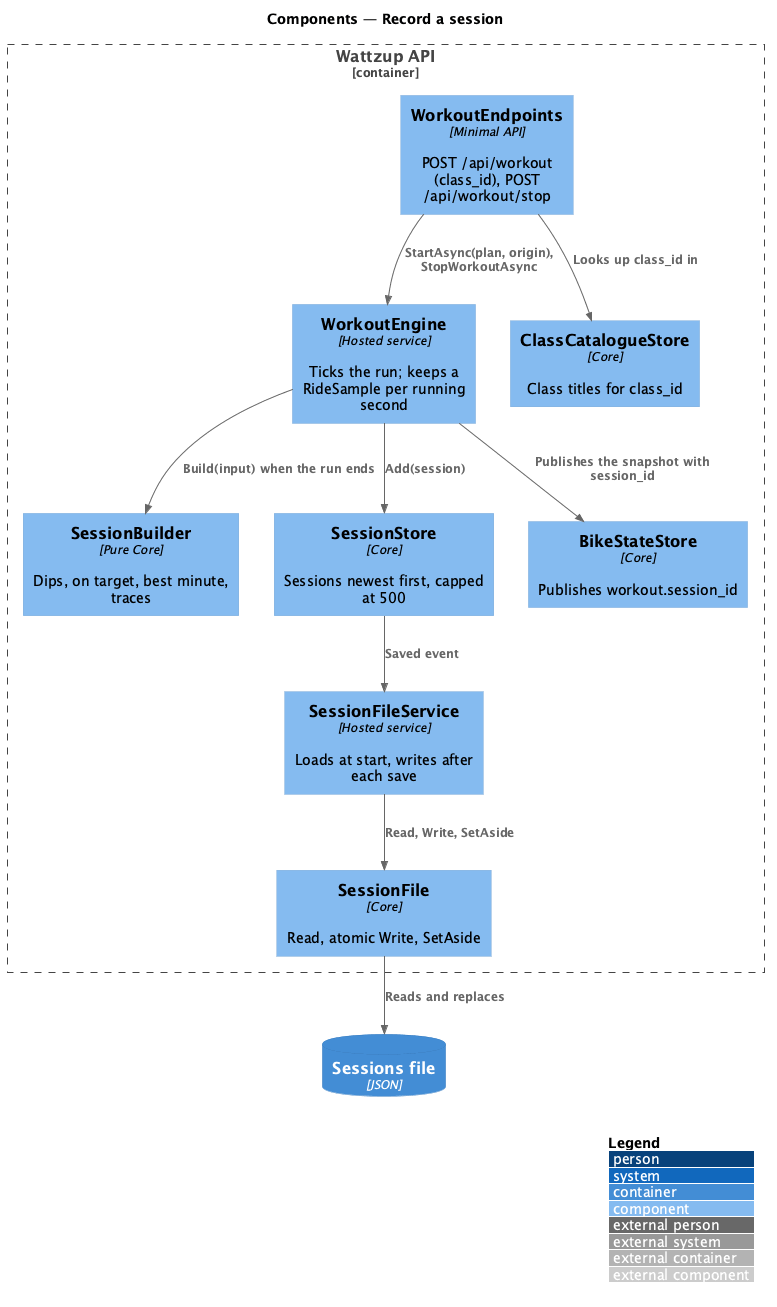 Components — Record a session
Wattzup API
[container]
WorkoutEndpoints
[Minimal API]
POST /api/workout
(class_id), POST
/api/workout/stop
StartAsync(plan, origin),
StopWorkoutAsync
Looks up class_id in
WorkoutEngine
[Hosted service]
Ticks the run; keeps a
RideSample per running
second
ClassCatalogueStore
[Core]
Class titles for class_id
Build(input) when the run ends
Add(session)
Publishes the snapshot with
session_id
SessionBuilder
[Pure Core]
Dips, on target, best minute,
traces
SessionStore
[Core]
Sessions newest first, capped
at 500
BikeStateStore
[Core]
Publishes workout.session_id
Saved event
SessionFileService
[Hosted service]
Loads at start, writes after
each save
Read, Write, SetAside
SessionFile
[Core]
Read, atomic Write, SetAside
Reads and replaces
Sessions file
[JSON]
Legend
person
system
container
component
external person
external system
external container
external component